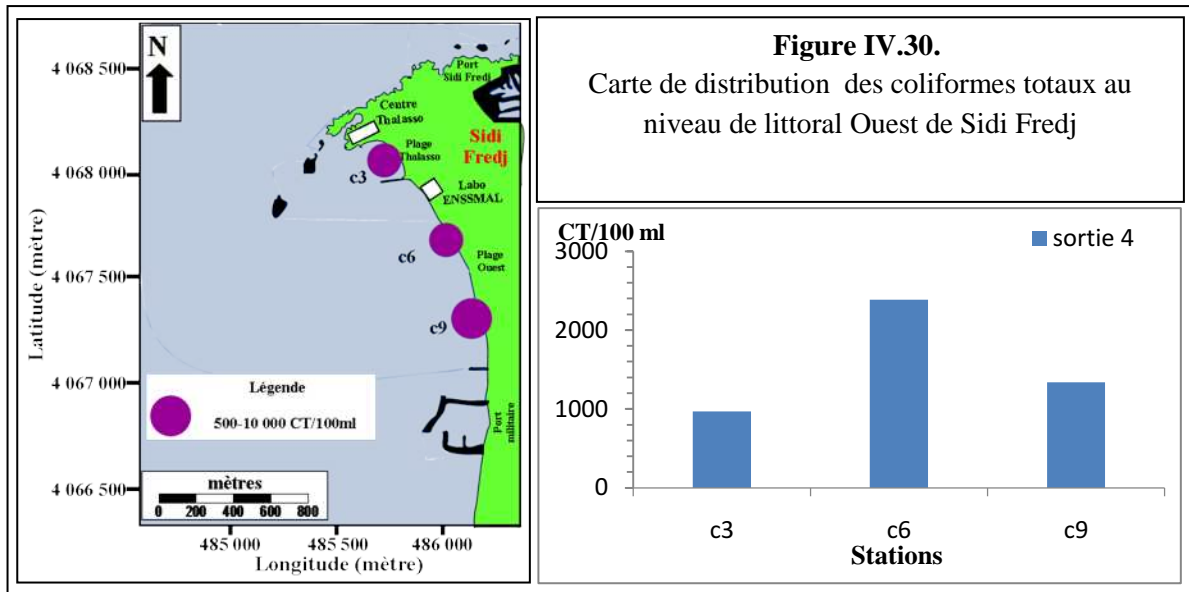 N
4 068 500
4 068 000
4 067 500
4 067 000
4 066 500
Latitude (mètre)
Port
Sidi Fredj
Centre
Thalasso
Sidi
Fredj
Plage
Thalasso
c3
Labo
ENSSMAL
c6
Plage
Ouest
c9
Légende
500-10 000 CT/100ml
Port
militaire
mètres
0 200 400 600 800
485 000 485 500 486 000
Longitude (mètre)
Figure IV.30.
Carte de distribution des coliformes totaux au
niveau de littoral Ouest de Sidi Fredj
CT/100 ml
sortie 4
3000
2000
1000
0
c3 c6 c9
Stations